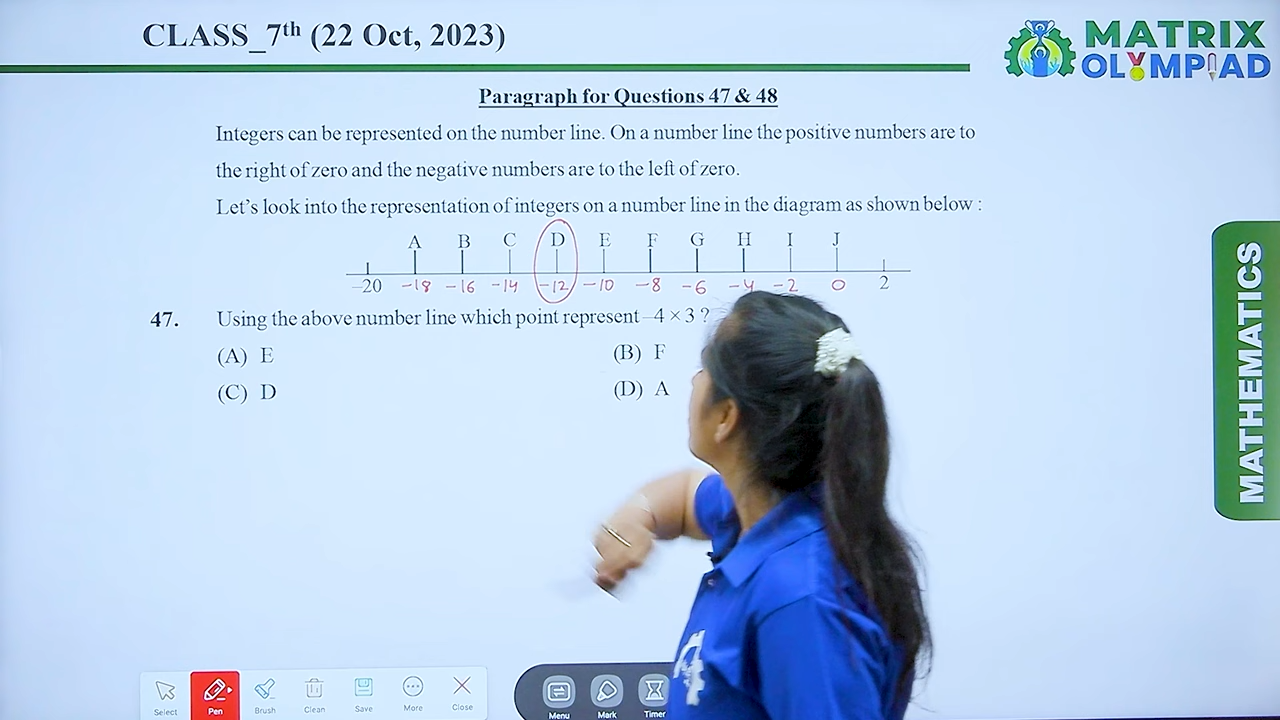 CLASS_7th (22 Oct, 2023)
MATRIX
OLYMPIAD
Paragraph for Questions 47 & 48
Integers can be represented on the number line. On a number line the positive numbers are to
the right of zero and the negative numbers are to the left of zero.
Let's look into the representation of integers on a number line in the diagram as shown below :
A B C D E F G H I J
–20 –18 –16 –14 –12 –10 –8 –6 –4 –2 0 2
47. Using the above number line which point represent –4 × 3 ?
(A) E (B) F
(C) D (D) A
MATHEMATICS
Select Pen Brush Clean Save More Close Menu Mark Timer